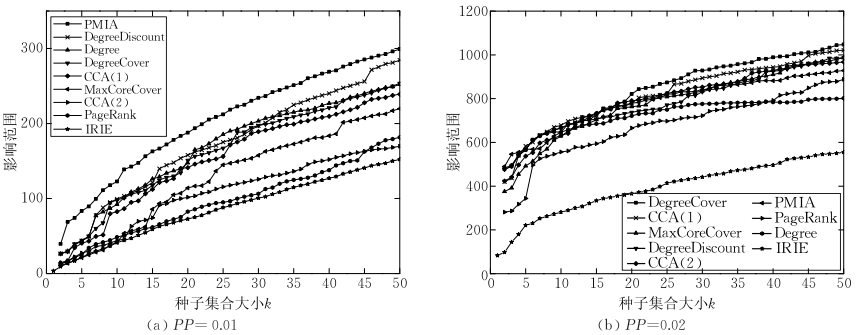 300
200
100
0
影响范围
PMIA
DegreeDiscount
Degree
DegreeCover
CCA(1)
MaxCoreCover
CCA(2)
PageRank
IRIE
0 5 10 15 20 25 30 35 40 45 50
种子集合大小k
(a) PP= 0.01
1200
1000
800
600
400
200
0
影响范围
DegreeCover
CCA(1)
MaxCoreCover
DegreeDiscount
CCA(2)
PMIA
PageRank
Degree
IRIE
0 5 10 15 20 25 30 35 40 45 50
种子集合大小k
(b) PP=0.02